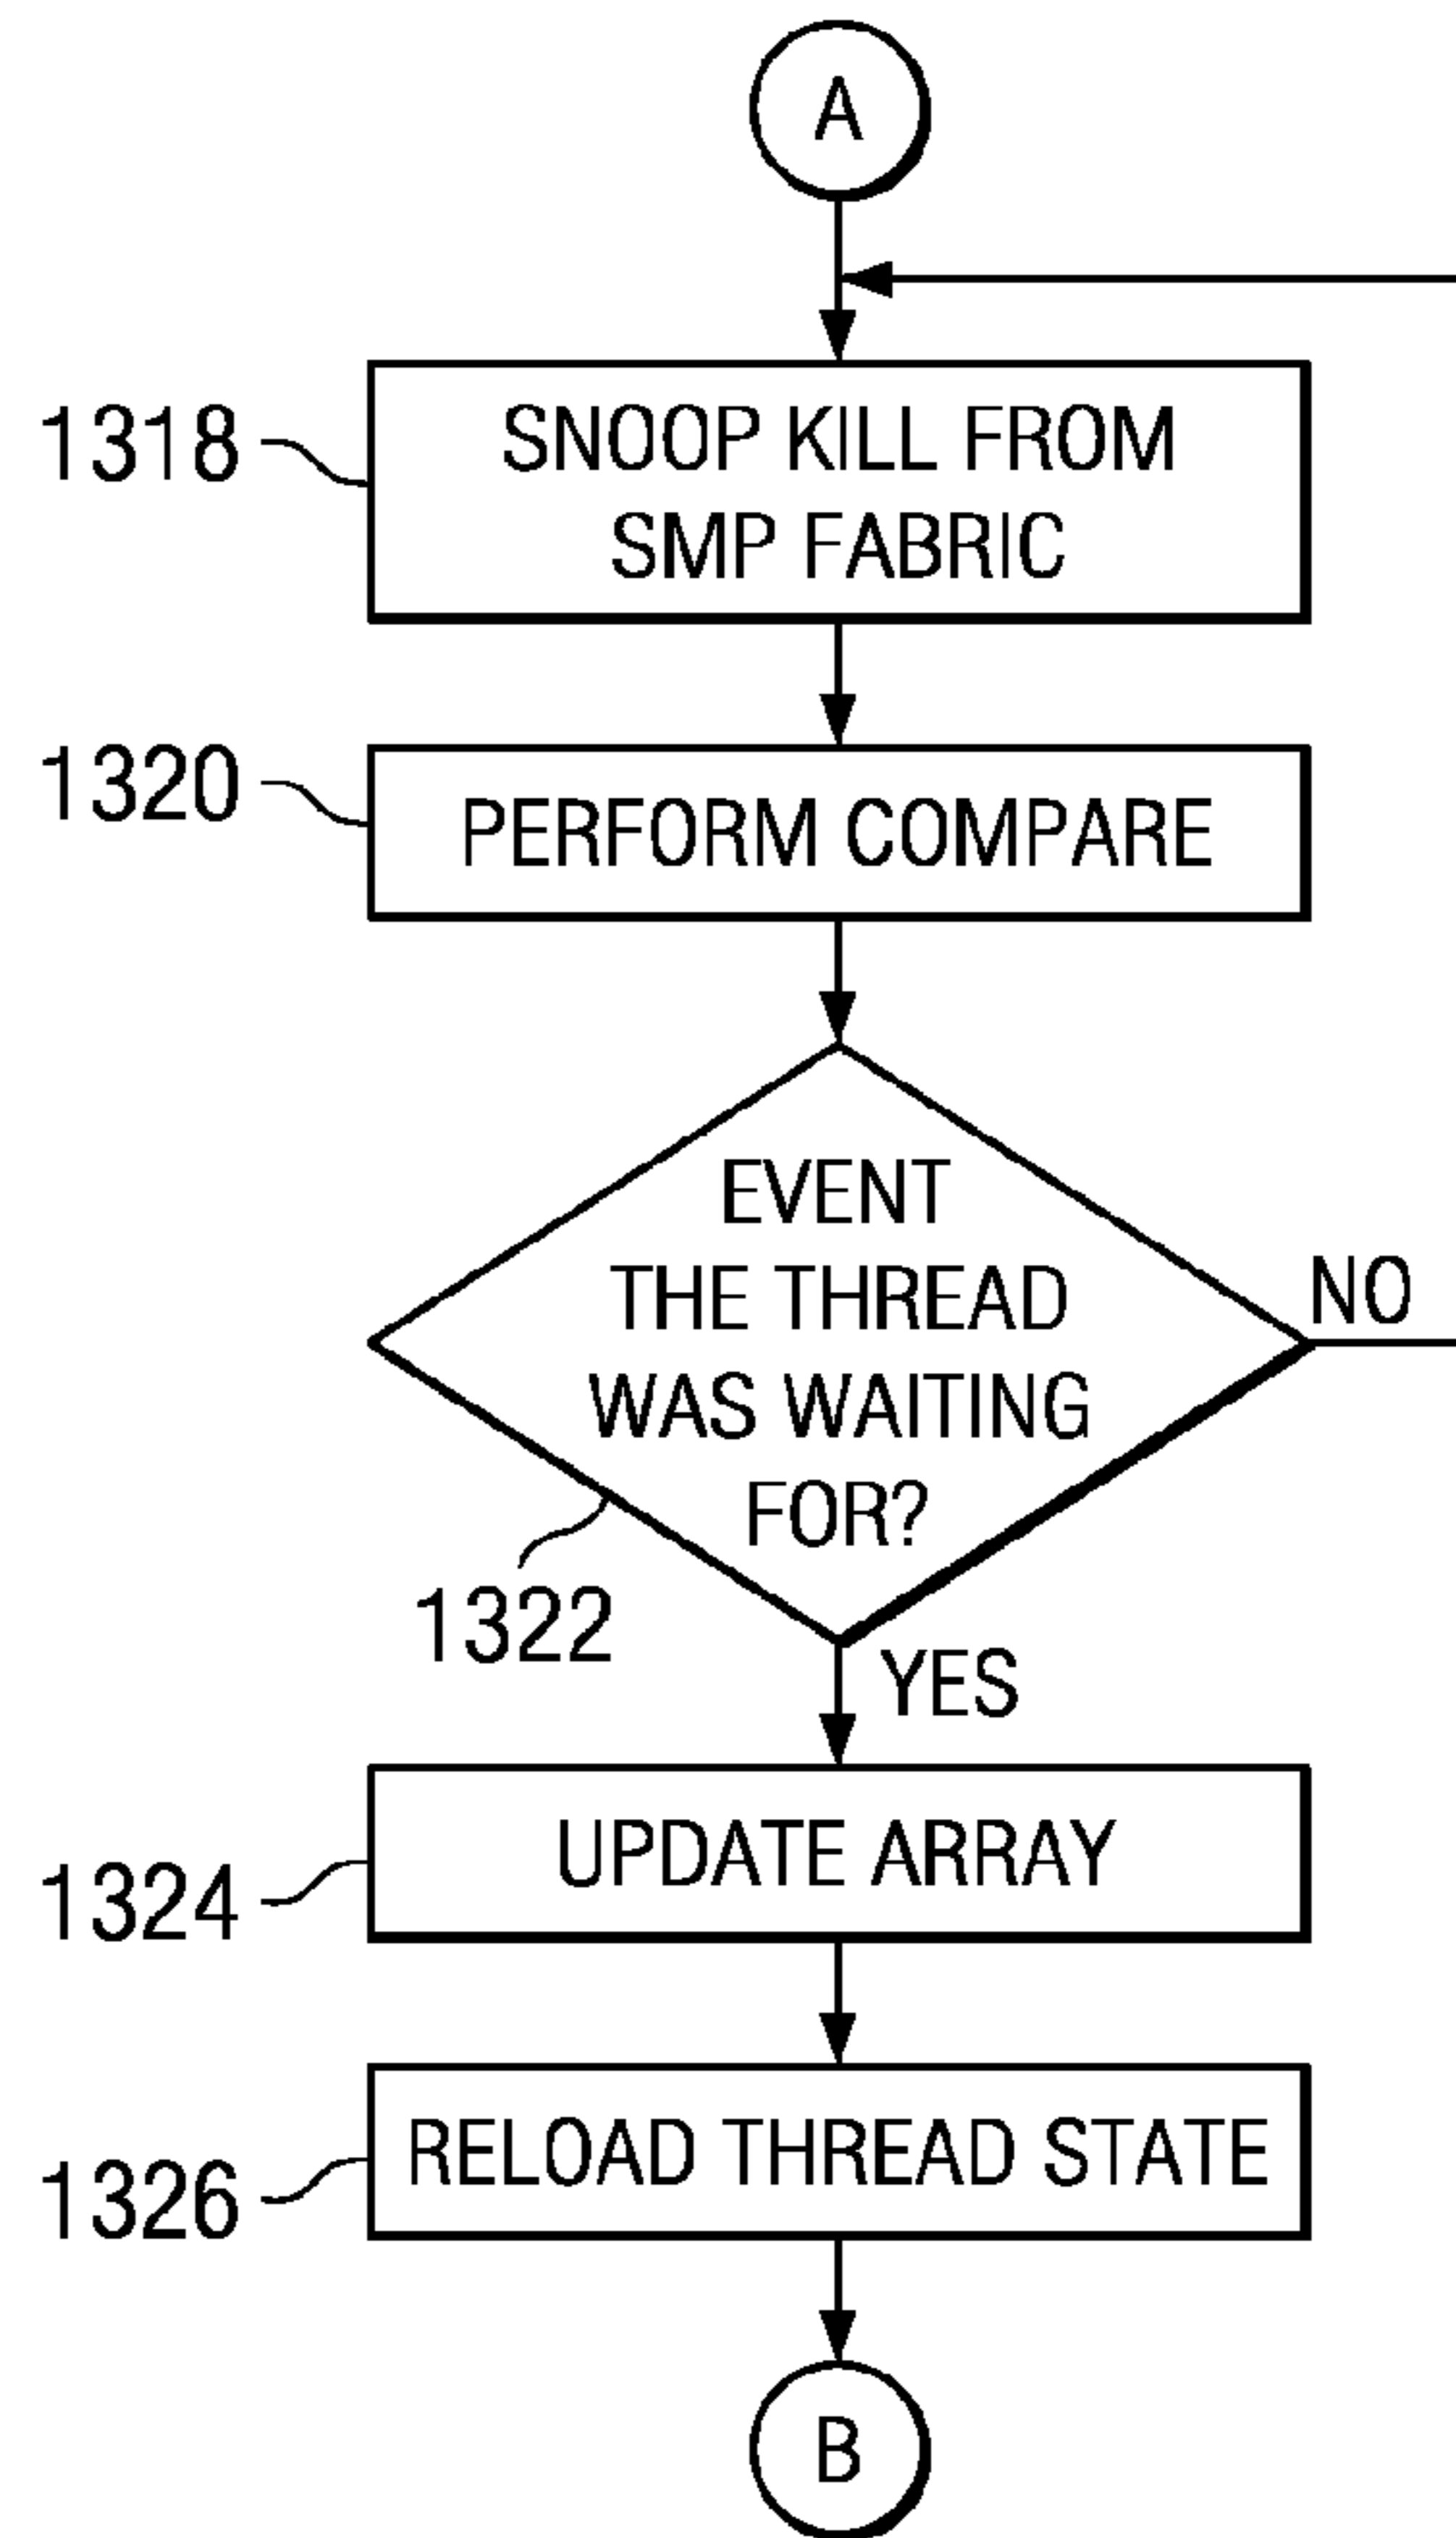 A
1318
SNOOP KILL FROM
SMP FABRIC
1320
PERFORM COMPARE
EVENT
THE THREAD
WAS WAITING
FOR?
NO
1322
YES
1324
UPDATE ARRAY
1326
RELOAD THREAD STATE
B